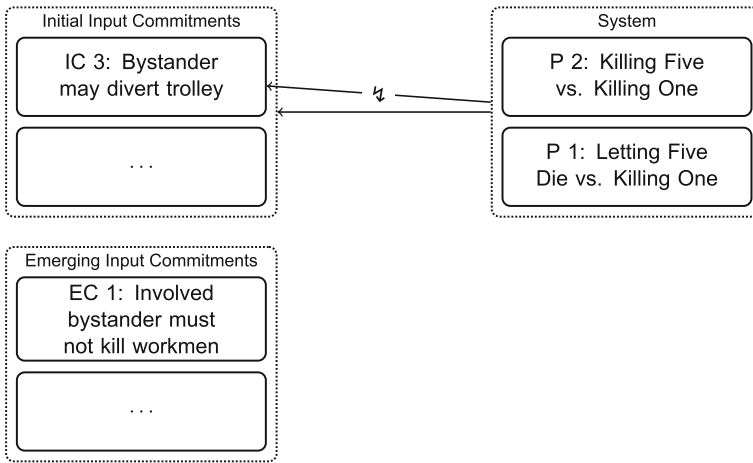 Initial Input Commitments
IC 3: Bystander
may divert trolley
...
System
P 2: Killing Five
vs. Killing One
P 1: Letting Five
Die vs. Killing One
Emerging Input Commitments
EC 1: Involved
bystander must
not kill workmen
...